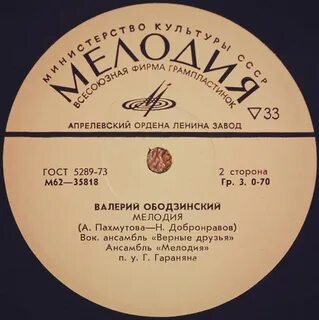 МИНИСТЕРСТВО КУЛЬТУРЫ СССР
МЕЛОДИЯ
ВСЕСОЮЗНАЯ ФИРМА ГРАМПЛАСТИНОК
▽33
АПРЕЛЕВСКИЙ ОРДЕНА ЛЕНИНА ЗАВОД
ГОСТ 5289-73
М62—35818
2 сторона
Гр. 3. 0-70
ВАЛЕРИЙ ОБОДЗИНСКИЙ
МЕЛОДИЯ
(А. Пахмутова—Н. Добронравов)
Вок. ансамбль «Верные друзья»
Ансамбль «Мелодия»
п. у. Г. Гараняна